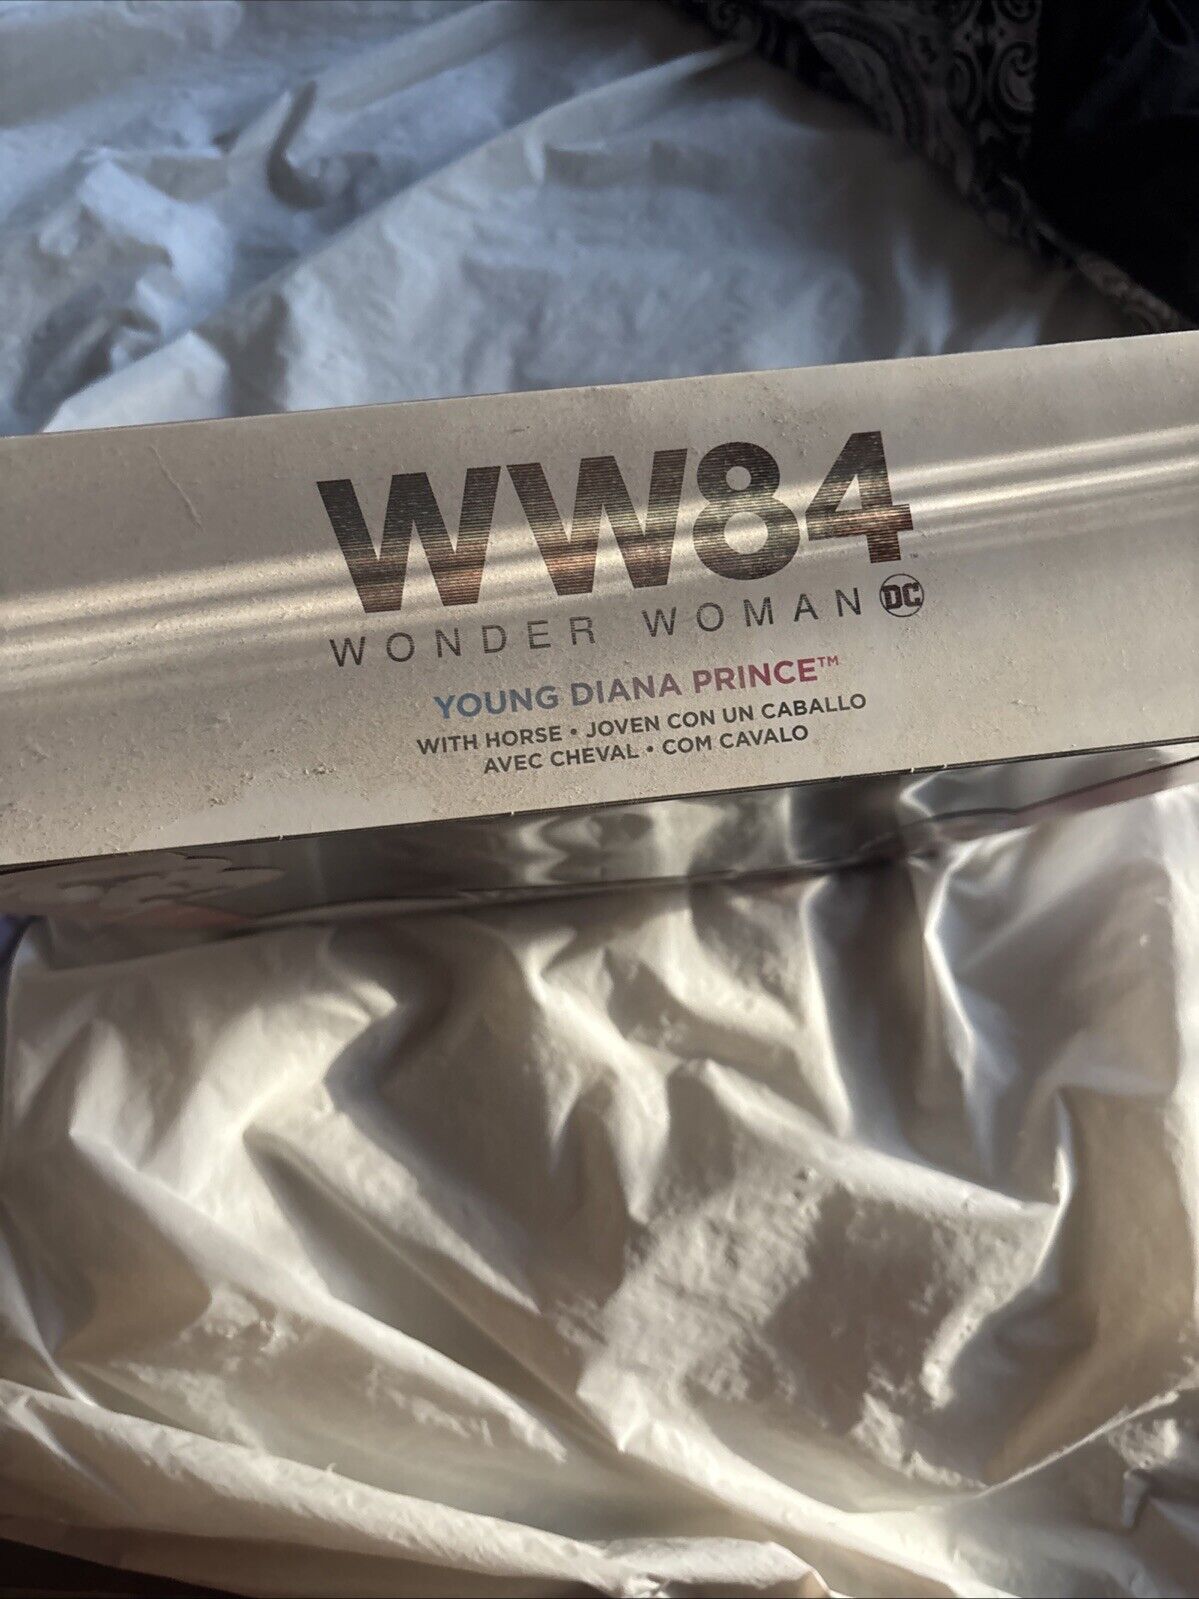 WW84
WONDER WOMAN DC
YOUNG DIANA PRINCE™
WITH HORSE • JOVEN CON UN CABALLO
AVEC CHEVAL • COM CAVALO